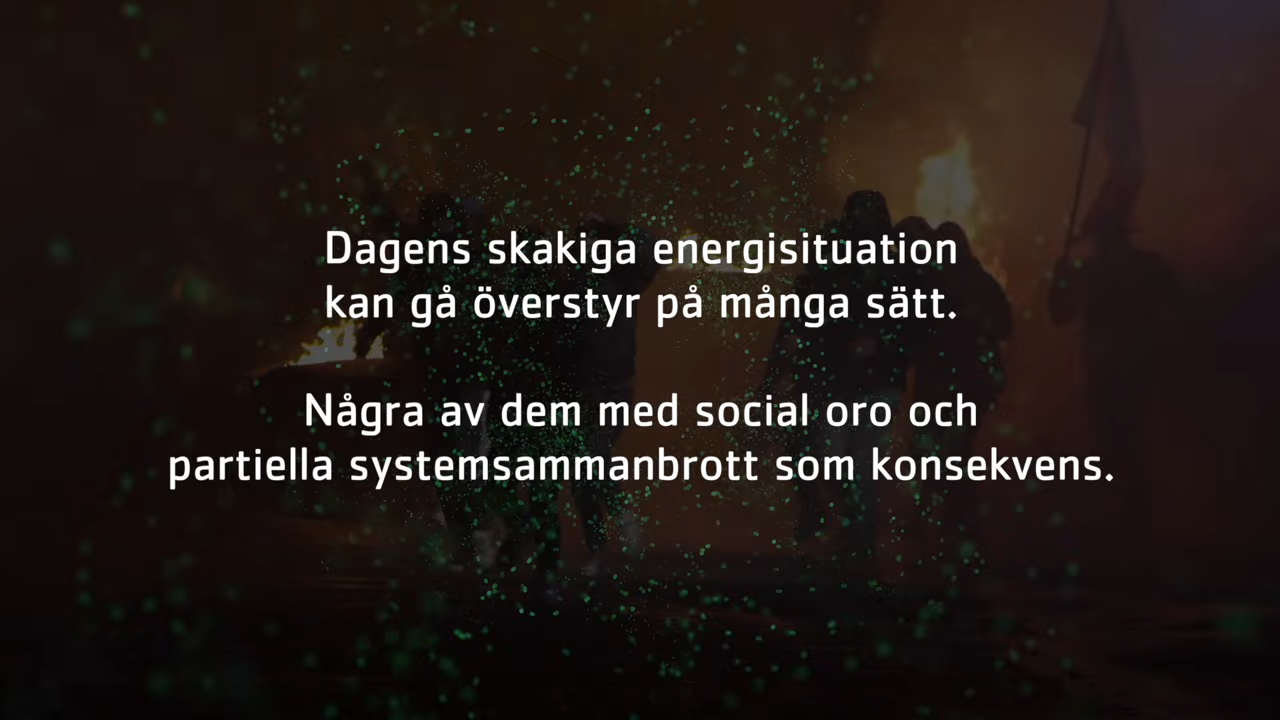 Dagens skakiga energisituation
kan gå överstyr på många sätt.
Några av dem med social oro och
partiella systemsammanbrott som konsekvens.